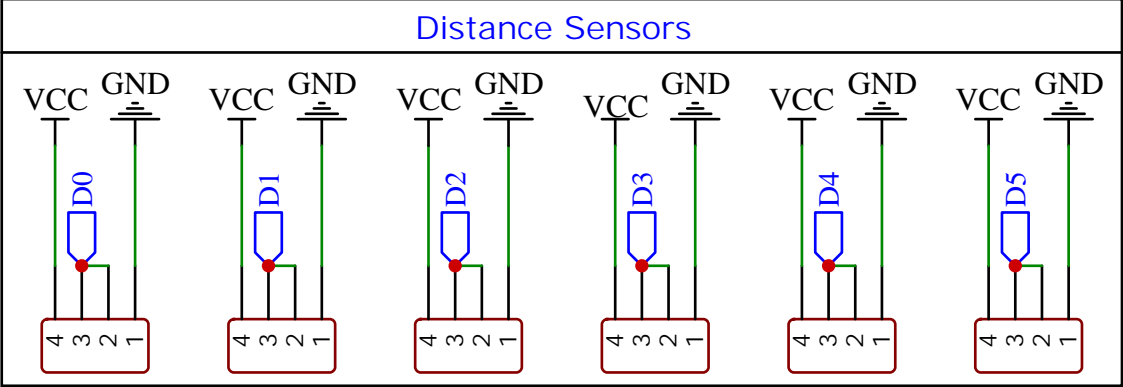 Distance Sensors
VCC GND VCC GND VCC GND VCC GND VCC GND VCC GND
D0 D1 D2 D3 D4 D5
4 3 2 1 4 3 2 1 4 3 2 1 4 3 2 1 4 3 2 1 4 3 2 1